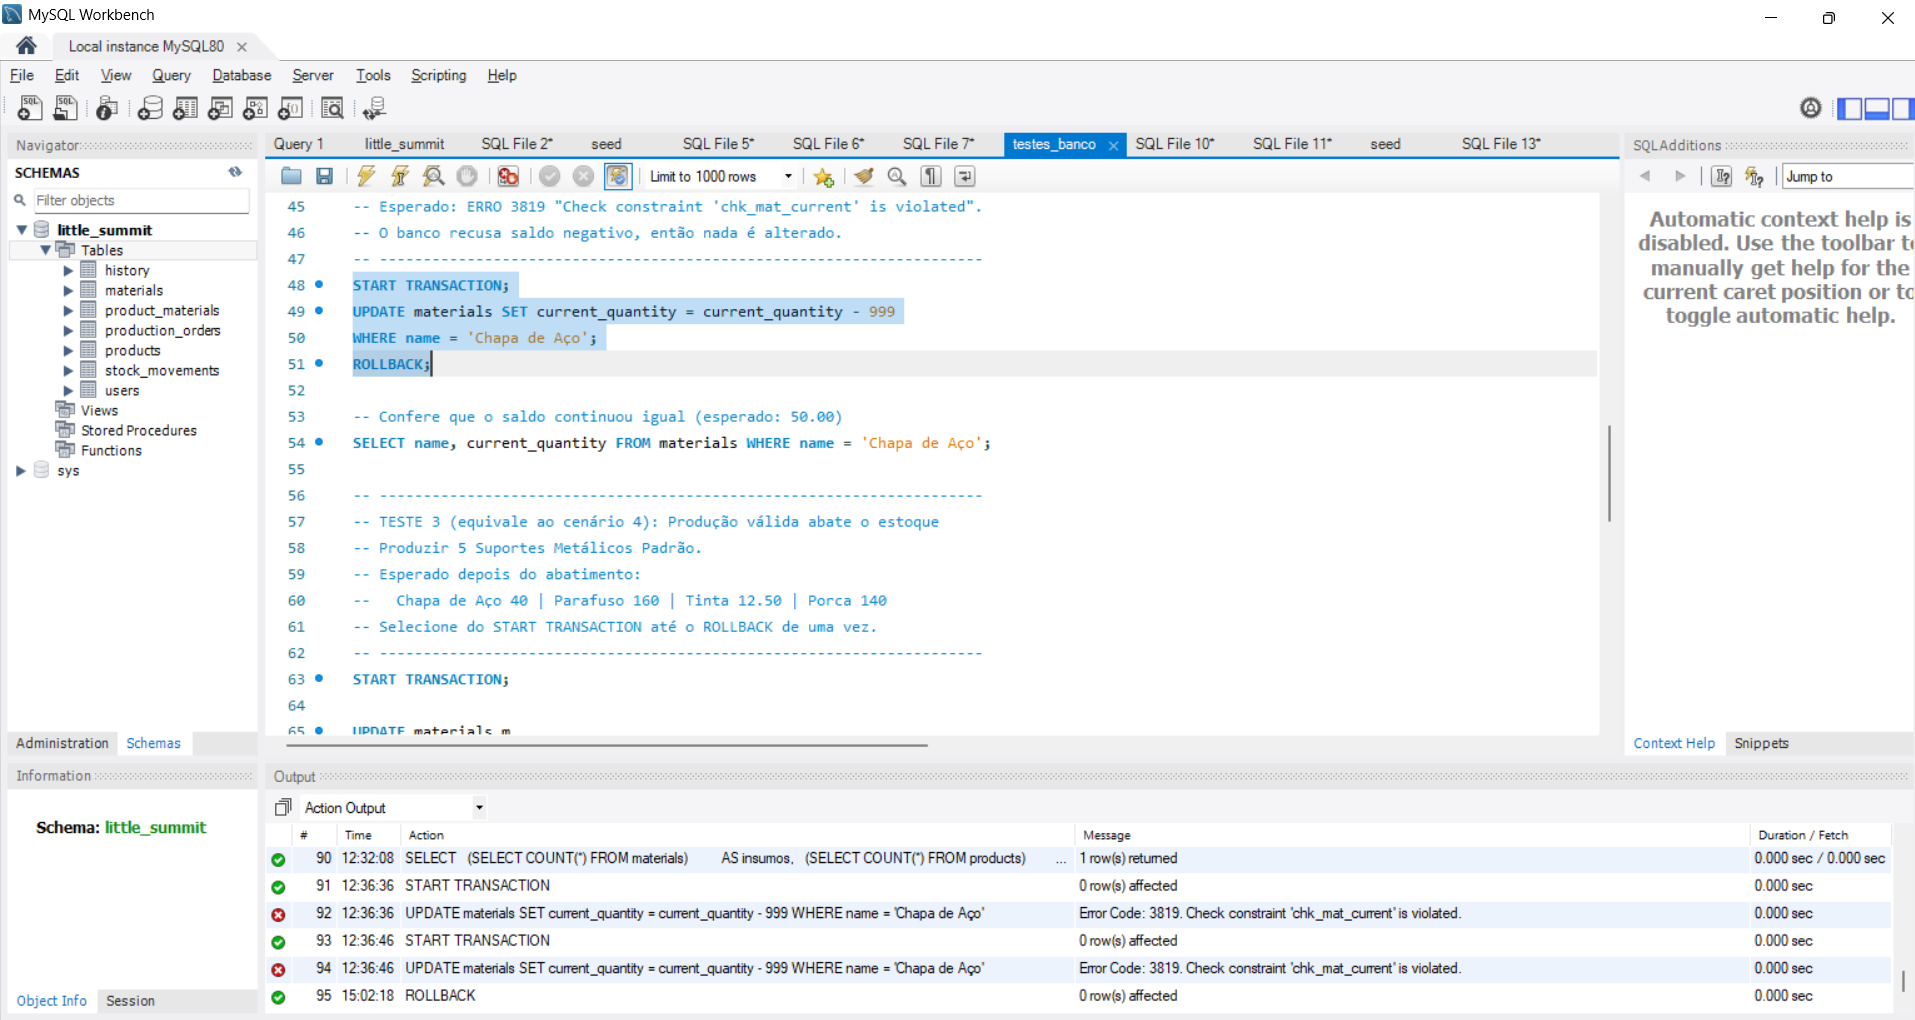 MySQL Workbench
Local instance MySQL80
File Edit View Query Database Server Tools Scripting Help
Navigator
SCHEMAS
Filter objects
little_summit
Tables
history
materials
product_materials
production_orders
products
stock_movements
users
Views
Stored Procedures
Functions
sys
Administration Schemas
Information
Schema: little_summit
Object Info Session
Query 1 little_summit SQL File 2* seed SQL File 5* SQL File 6* SQL File 7* testes_banco SQL File 10* SQL File 11* seed SQL File 13*
Limit to 1000 rows
45 -- Esperado: ERRO 3819 "Check constraint 'chk_mat_current' is violated".
46 -- O banco recusa saldo negativo, então nada é alterado.
47 -- ---------------------------------------------------------------------
48 START TRANSACTION;
49 UPDATE materials SET current_quantity = current_quantity - 999
50 WHERE name = 'Chapa de Aço';
51 ROLLBACK;
52
53 -- Confere que o saldo continuou igual (esperado: 50.00)
54 SELECT name, current_quantity FROM materials WHERE name = 'Chapa de Aço';
55
56 -- ---------------------------------------------------------------------
57 -- TESTE 3 (equivale ao cenário 4): Produção válida abate o estoque
58 -- Produzir 5 Suportes Metálicos Padrão.
59 -- Esperado depois do abatimento:
60 -- Chapa de Aço 40 | Parafuso 160 | Tinta 12.50 | Porca 140
61 -- Selecione do START TRANSACTION até o ROLLBACK de uma vez.
62 -- ---------------------------------------------------------------------
63 START TRANSACTION;
64
65 UPDATE materials m
SQLAdditions
Jump to
Automatic context help is
disabled. Use the toolbar to
manually get help for the
current caret position or to
toggle automatic help.
Context Help Snippets
Output
Action Output
# Time Action Message Duration / Fetch
90 12:32:08 SELECT (SELECT COUNT(*) FROM materials) AS insumos, (SELECT COUNT(*) FROM products) ... 1 row(s) returned 0.000 sec / 0.000 sec
91 12:36:36 START TRANSACTION 0 row(s) affected 0.000 sec
92 12:36:36 UPDATE materials SET current_quantity = current_quantity - 999 WHERE name = 'Chapa de Aço' Error Code: 3819. Check constraint 'chk_mat_current' is violated. 0.000 sec
93 12:36:46 START TRANSACTION 0 row(s) affected 0.000 sec
94 12:36:46 UPDATE materials SET current_quantity = current_quantity - 999 WHERE name = 'Chapa de Aço' Error Code: 3819. Check constraint 'chk_mat_current' is violated. 0.000 sec
95 15:02:18 ROLLBACK 0 row(s) affected 0.000 sec